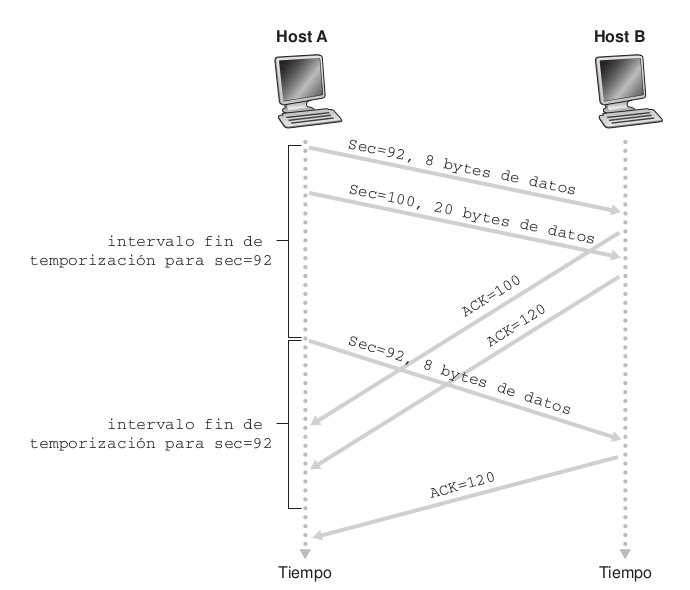 Host A
Host B
Sec=92, 8 bytes de datos
Sec=100, 20 bytes de datos
intervalo fin de
temporización para sec=92
ACK=100
ACK=120
Sec=92, 8 bytes de datos
intervalo fin de
temporización para sec=92
ACK=120
Tiempo
Tiempo